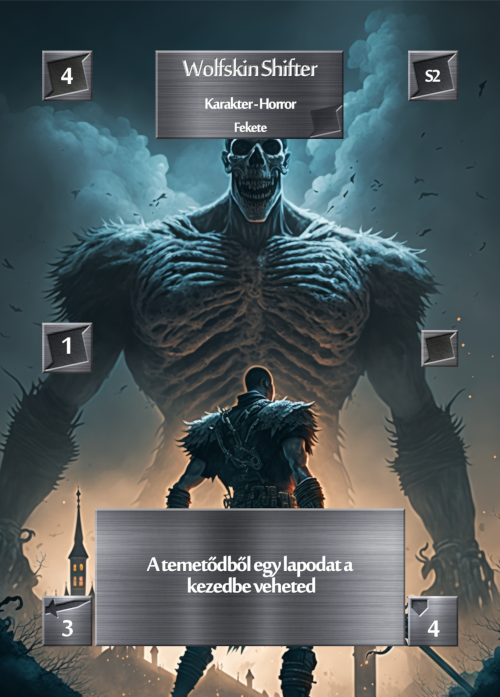 4
Wolfskin Shifter
S2
Karakter - Horror
Fekete
1
A temetődből egy lapodat a
kezedbe veheted
3
4